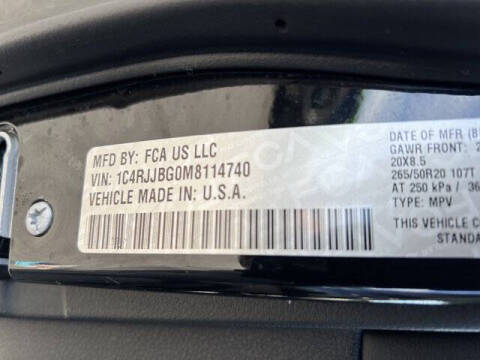 MFD BY: FCA US LLC
VIN: 1C4RJJBG0M8114740
VEHICLE MADE IN: U.S.A.
DATE OF MFR
GAWR FRONT:
20X8.5
265/50R20 107T
AT 250 kPa / 36
TYPE: MPV
THIS VEHICLE
STANDA